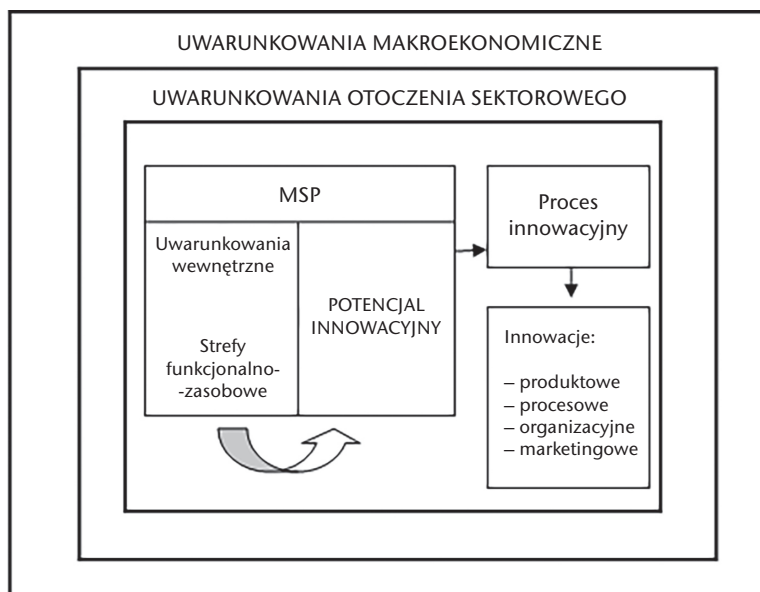 UWARUNKOWANIA MAKROEKONOMICZNE
UWARUNKOWANIA OTOCZENIA SEKTOROWEGO
MSP
Uwarunkowania
wewnętrzne
Strefy
funkcjonalno-
-zasobowe
POTENCJAL
INNOWACYJNY
Proces
innowacyjny
Innowacje:
– produktowe
– procesowe
– organizacyjne
– marketingowe